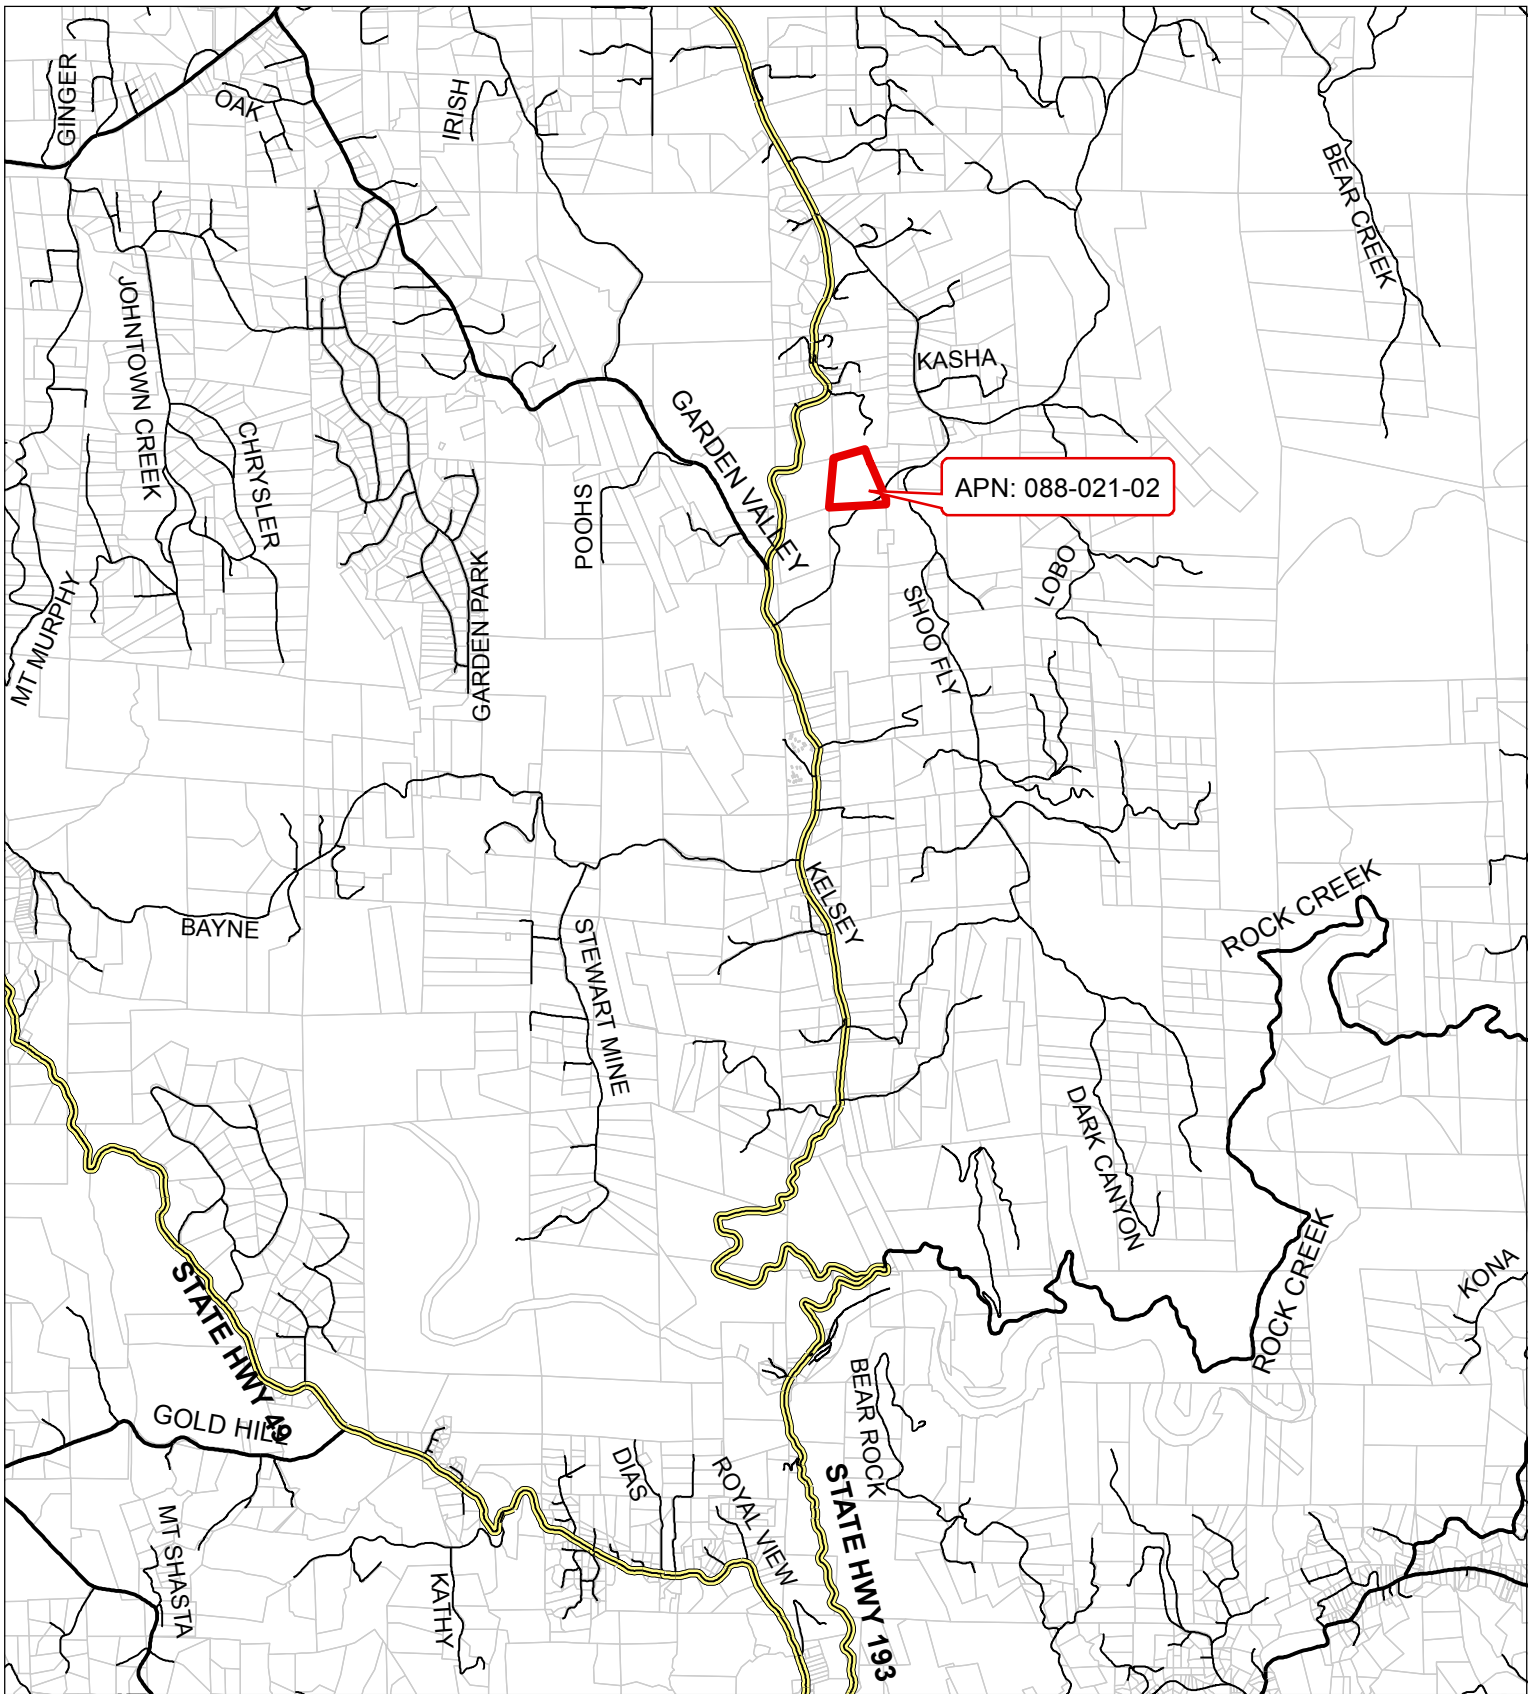 GINGER
OAK
IRISH
BEAR CREEK
JOHNTOWN CREEK
KASHA
CHRYSLER
GARDEN VALLEY
APN: 088-021-02
POOHS
GARDEN PARK
MT MURPHY
SHOO FLY
LOBO
KELSEY
ROCK CREEK
BAYNE
STEWART MINE
DARK CANYON
ROCK CREEK
KONA
STATE HWY 49
GOLD HILL
BEAR ROCK
DIAS
ROYAL VIEW
STATE HWY 193
MT SHASTA
KATHY